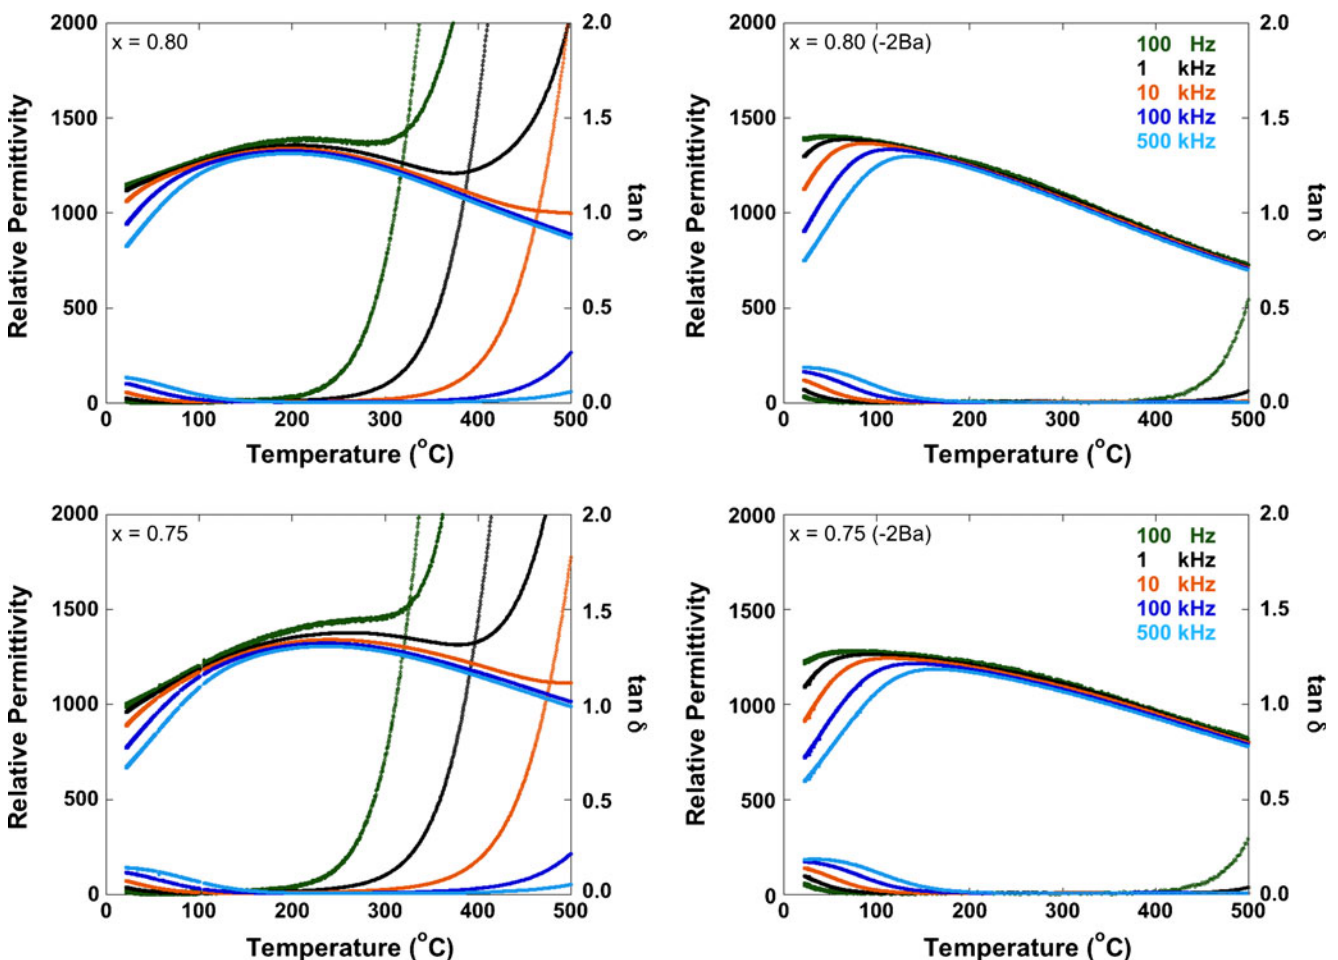 x = 0.80
2000
1500
1000
500
0
2.0
1.5
1.0
0.5
0.0
0 100 200 300 400 500
Relative Permittivity
tan δ
Temperature (°C)
x = 0.80 (-2Ba)
100 Hz
1 kHz
10 kHz
100 kHz
500 kHz
2000
1500
1000
500
0
2.0
1.5
1.0
0.5
0.0
0 100 200 300 400 500
Relative Permittivity
tan δ
Temperature (°C)
x = 0.75
2000
1500
1000
500
0
2.0
1.5
1.0
0.5
0.0
0 100 200 300 400 500
Relative Permittivity
tan δ
Temperature (°C)
x = 0.75 (-2Ba)
100 Hz
1 kHz
10 kHz
100 kHz
500 kHz
2000
1500
1000
500
0
2.0
1.5
1.0
0.5
0.0
0 100 200 300 400 500
Relative Permittivity
tan δ
Temperature (°C)